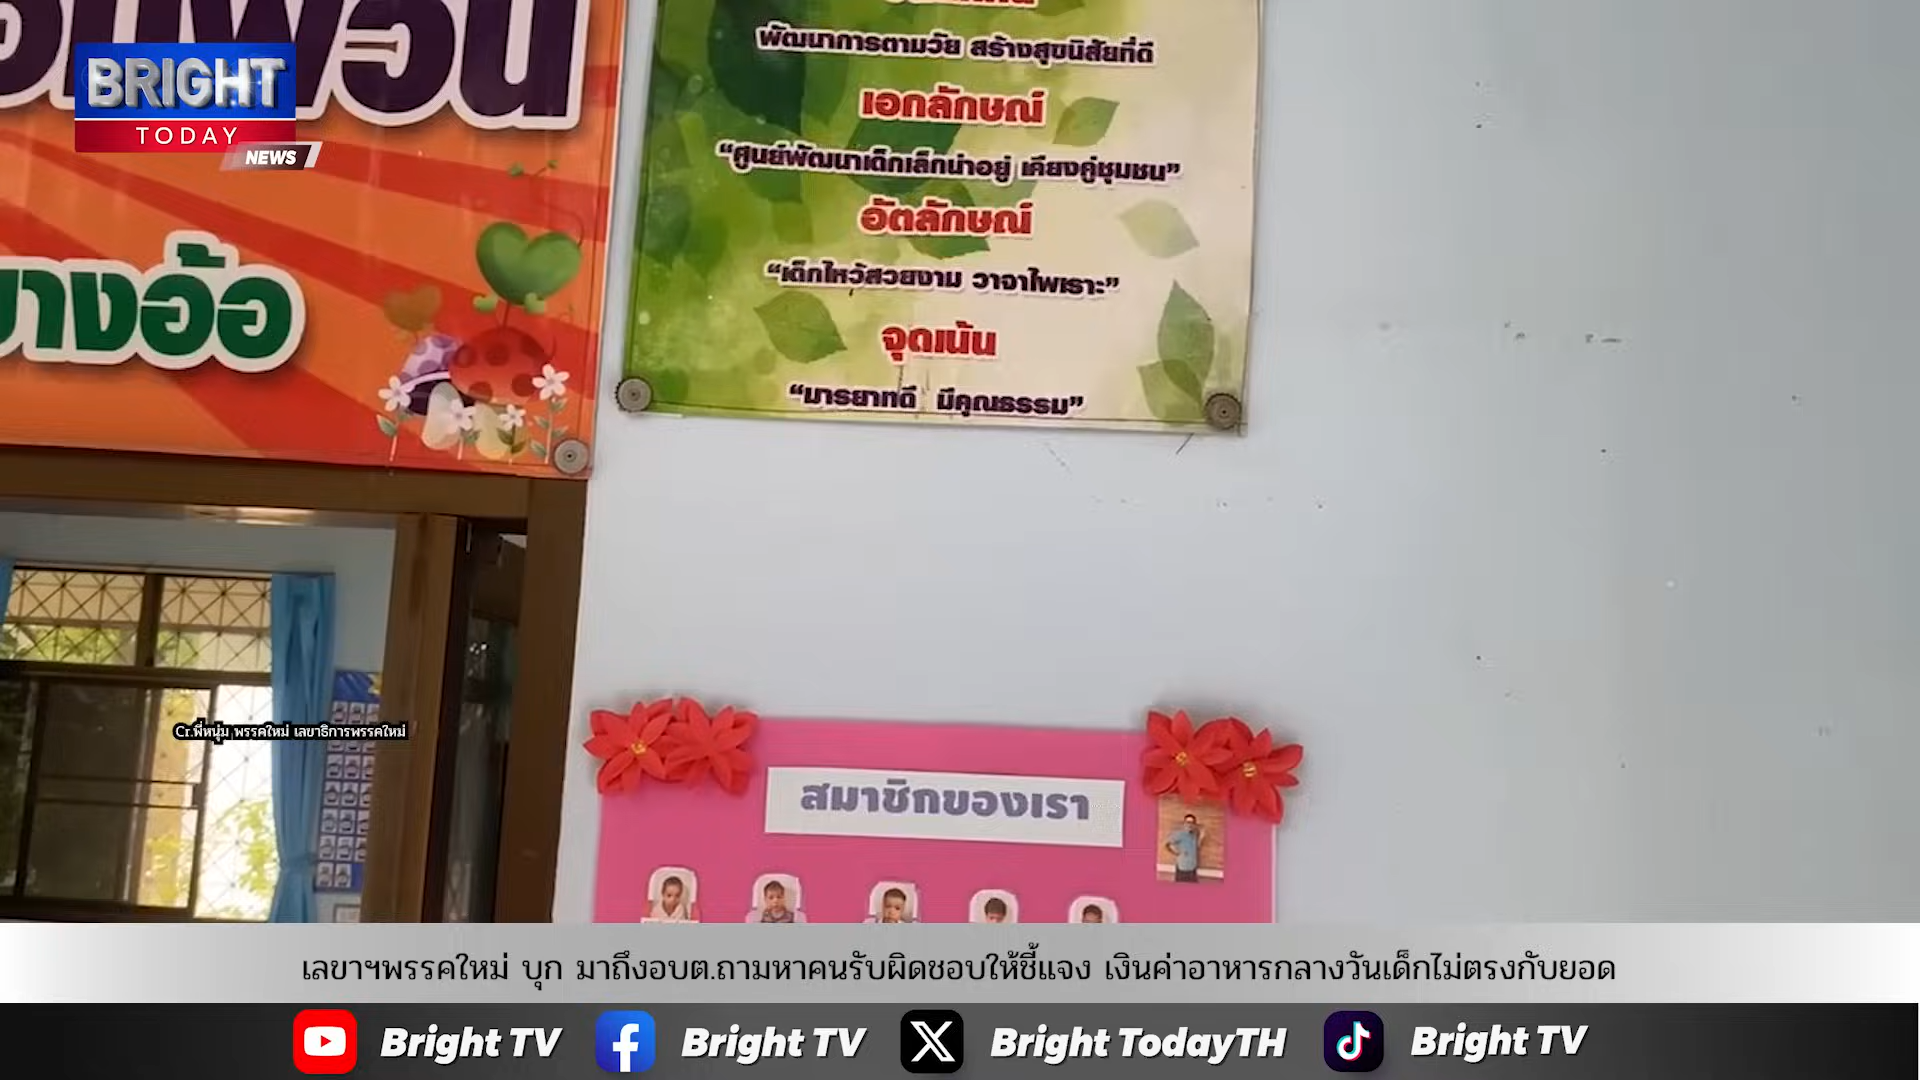 BRIGHT
TODAY
NEWS
บางอ้อ
พัฒนาการตามวัย สร้างสุขนิสัยที่ดี
เอกลักษณ์
“ศูนย์พัฒนาเด็กเล็กน่าอยู่ เคียงคู่ชุมชน”
อัตลักษณ์
“เด็กไหว้สวยงาม วาจาไพเราะ”
จุดเน้น
“มารยาทดี มีคุณธรรม”
Cr.พี่หนุ่ม พรรคใหม่ เลขาธิการพรรคใหม่
สมาชิกของเรา
เลขาฯพรรคใหม่ บุก มาถึงอบต.ถามหาคนรับผิดชอบให้ชี้แจง เงินค่าอาหารกลางวันเด็กไม่ตรงกับยอด
Bright TV Bright TV Bright TodayTH Bright TV